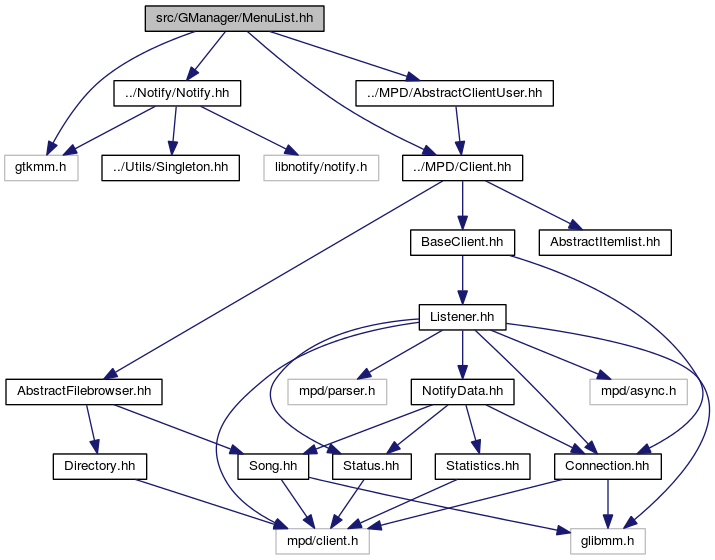 src/GManager/MenuList.hh
../Notify/Notify.hh
../MPD/AbstractClientUser.hh
gtkmm.h
../Utils/Singleton.hh
libnotify/notify.h
../MPD/Client.hh
BaseClient.hh
AbstractItemlist.hh
Listener.hh
AbstractFilebrowser.hh
mpd/parser.h
NotifyData.hh
mpd/async.h
Directory.hh
Song.hh
Status.hh
Statistics.hh
Connection.hh
mpd/client.h
glibmm.h